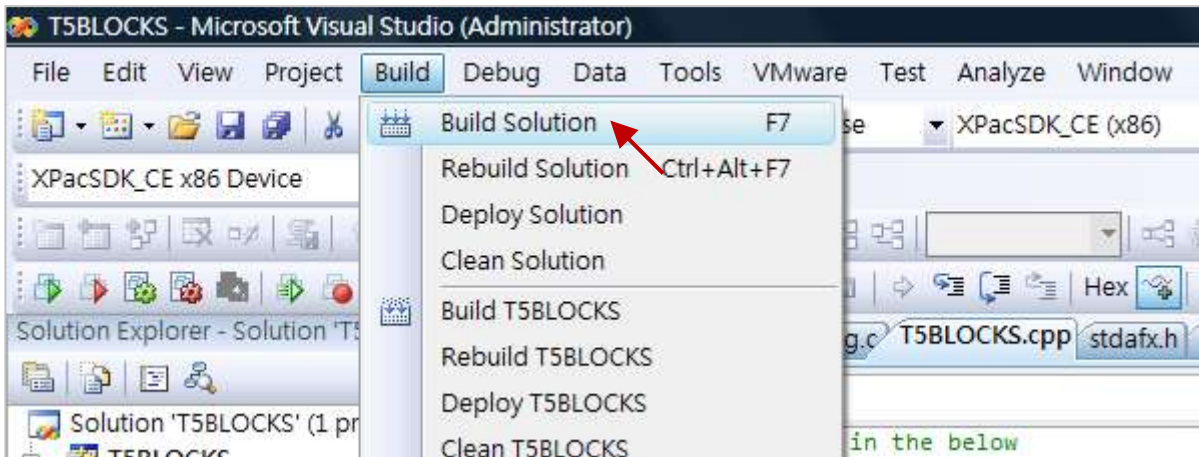 T5BLOCKS - Microsoft Visual Studio (Administrator)
File Edit View Project Build Debug Data Tools VMware Test Analyze Window
Build Solution F7
XPacSDK_CE (x86)
XPacSDK_CE x86 Device
Rebuild Solution Ctrl+Alt+F7
Deploy Solution
Clean Solution
Hex
Build T5BLOCKS
Solution Explorer - Solution 'T5
T5BLOCKS.cpp stdafx.h
Rebuild T5BLOCKS
Deploy T5BLOCKS
Solution 'T5BLOCKS' (1 pr
in the below
Clean T5BLOCKS
T5BLOCKS